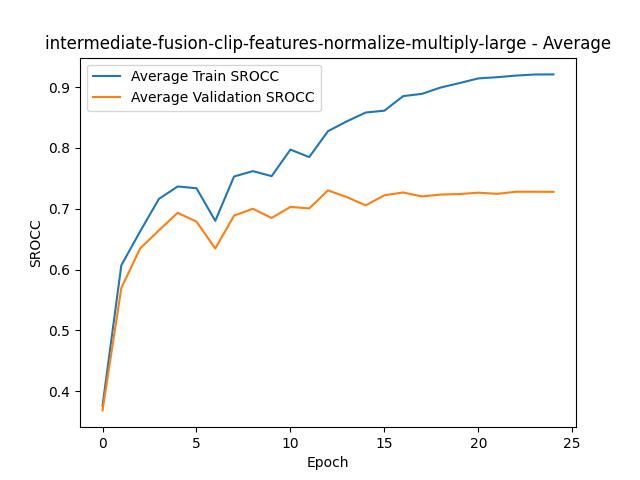 intermediate-fusion-clip-features-normalize-multiply-large - Average
Average Train SROCC
Average Validation SROCC
0.9
0.8
0.7
0.6
0.5
0.4
SROCC
0 5 10 15 20 25
Epoch